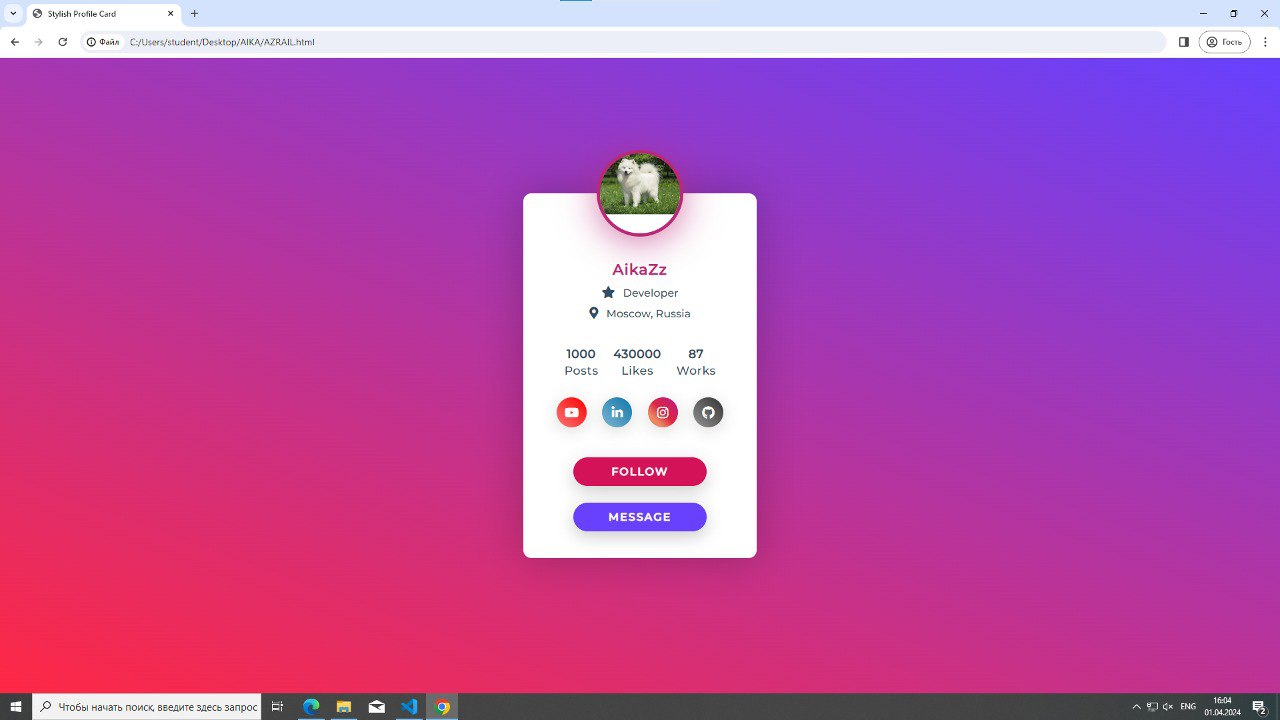 Stylish Profile Card
Файл
C:/Users/student/Desktop/AIKA/AZRAIL.html
Гость
AikaZz
Developer
Moscow, Russia
1000 430000 87
Posts Likes Works
in
FOLLOW
MESSAGE
Чтобы начать поиск, введите здесь запрос
ENG
16:04
01.04.2024
2